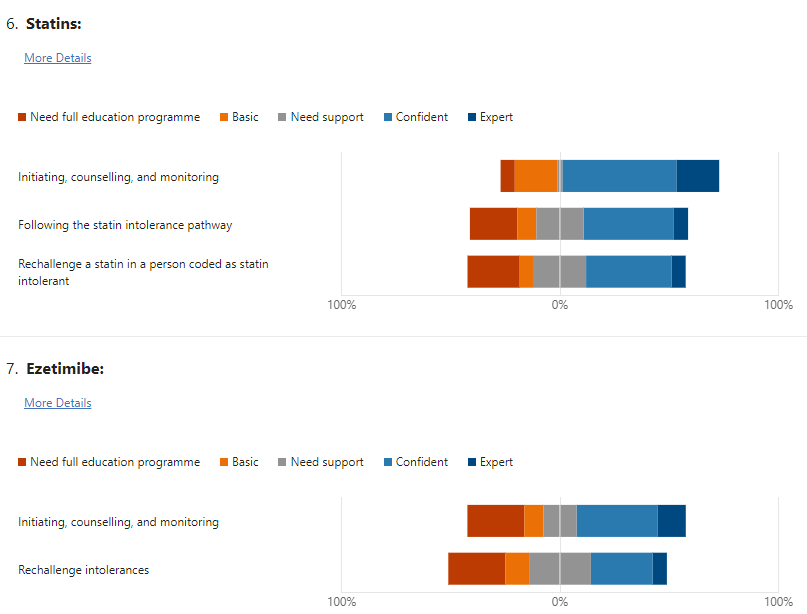 6. Statins:
More Details
Need full education programme Basic Need support Confident Expert
Initiating, counselling, and monitoring
Following the statin intolerance pathway
Rechallenge a statin in a person coded as statin
intolerant
100% 0% 100%
7. Ezetimibe:
More Details
Need full education programme Basic Need support Confident Expert
Initiating, counselling, and monitoring
Rechallenge intolerances
100% 0% 100%